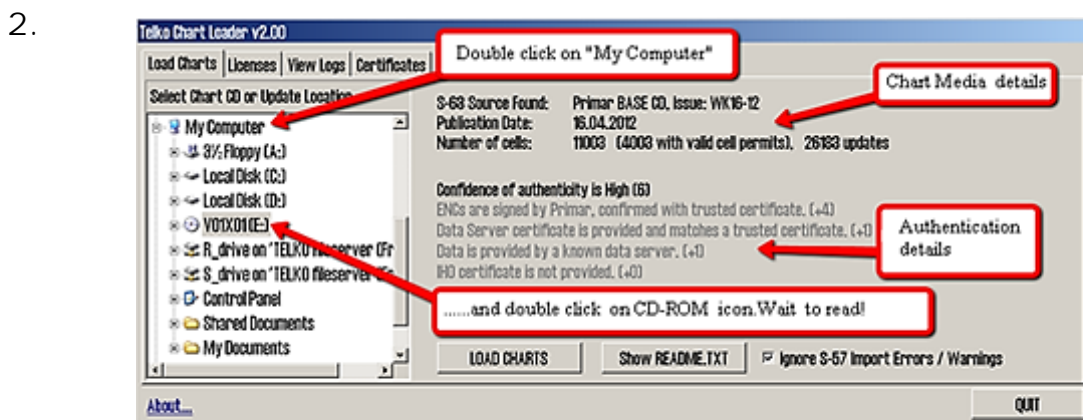 2.
Telko Chart Loader v2.00
Double click on "My Computer"
Load Charts Licenses View Logs Certificates
Chart Media details
Select Chart CD or Update Location
S-63 Source Found: Primar BASE CD, Issue: WK16-12
Publication Date: 16.04.2012
Number of cells: 11003 (4003 with valid cell permits), 26183 updates
My Computer
3½ Floppy (A:)
Local Disk (C:)
Local Disk (D:)
V01X01 (E:)
R_drive on 'TELKO fileserver (Fr
S_drive on 'TELKO fileserver
Control Panel
Shared Documents
My Documents
Confidence of authenticity is High (6)
ENCs are signed by Primar, confirmed with trusted certificate. (+4)
Data Server certificate is provided and matches a trusted certificate. (+1)
Data is provided by a known data server. (+1)
IHO certificate is not provided. (+0)
Authentication
details
......and double click on CD-ROM icon.Wait to read!
LOAD CHARTS Show README.TXT Ignore S-57 Import Errors / Warnings
About... QUIT